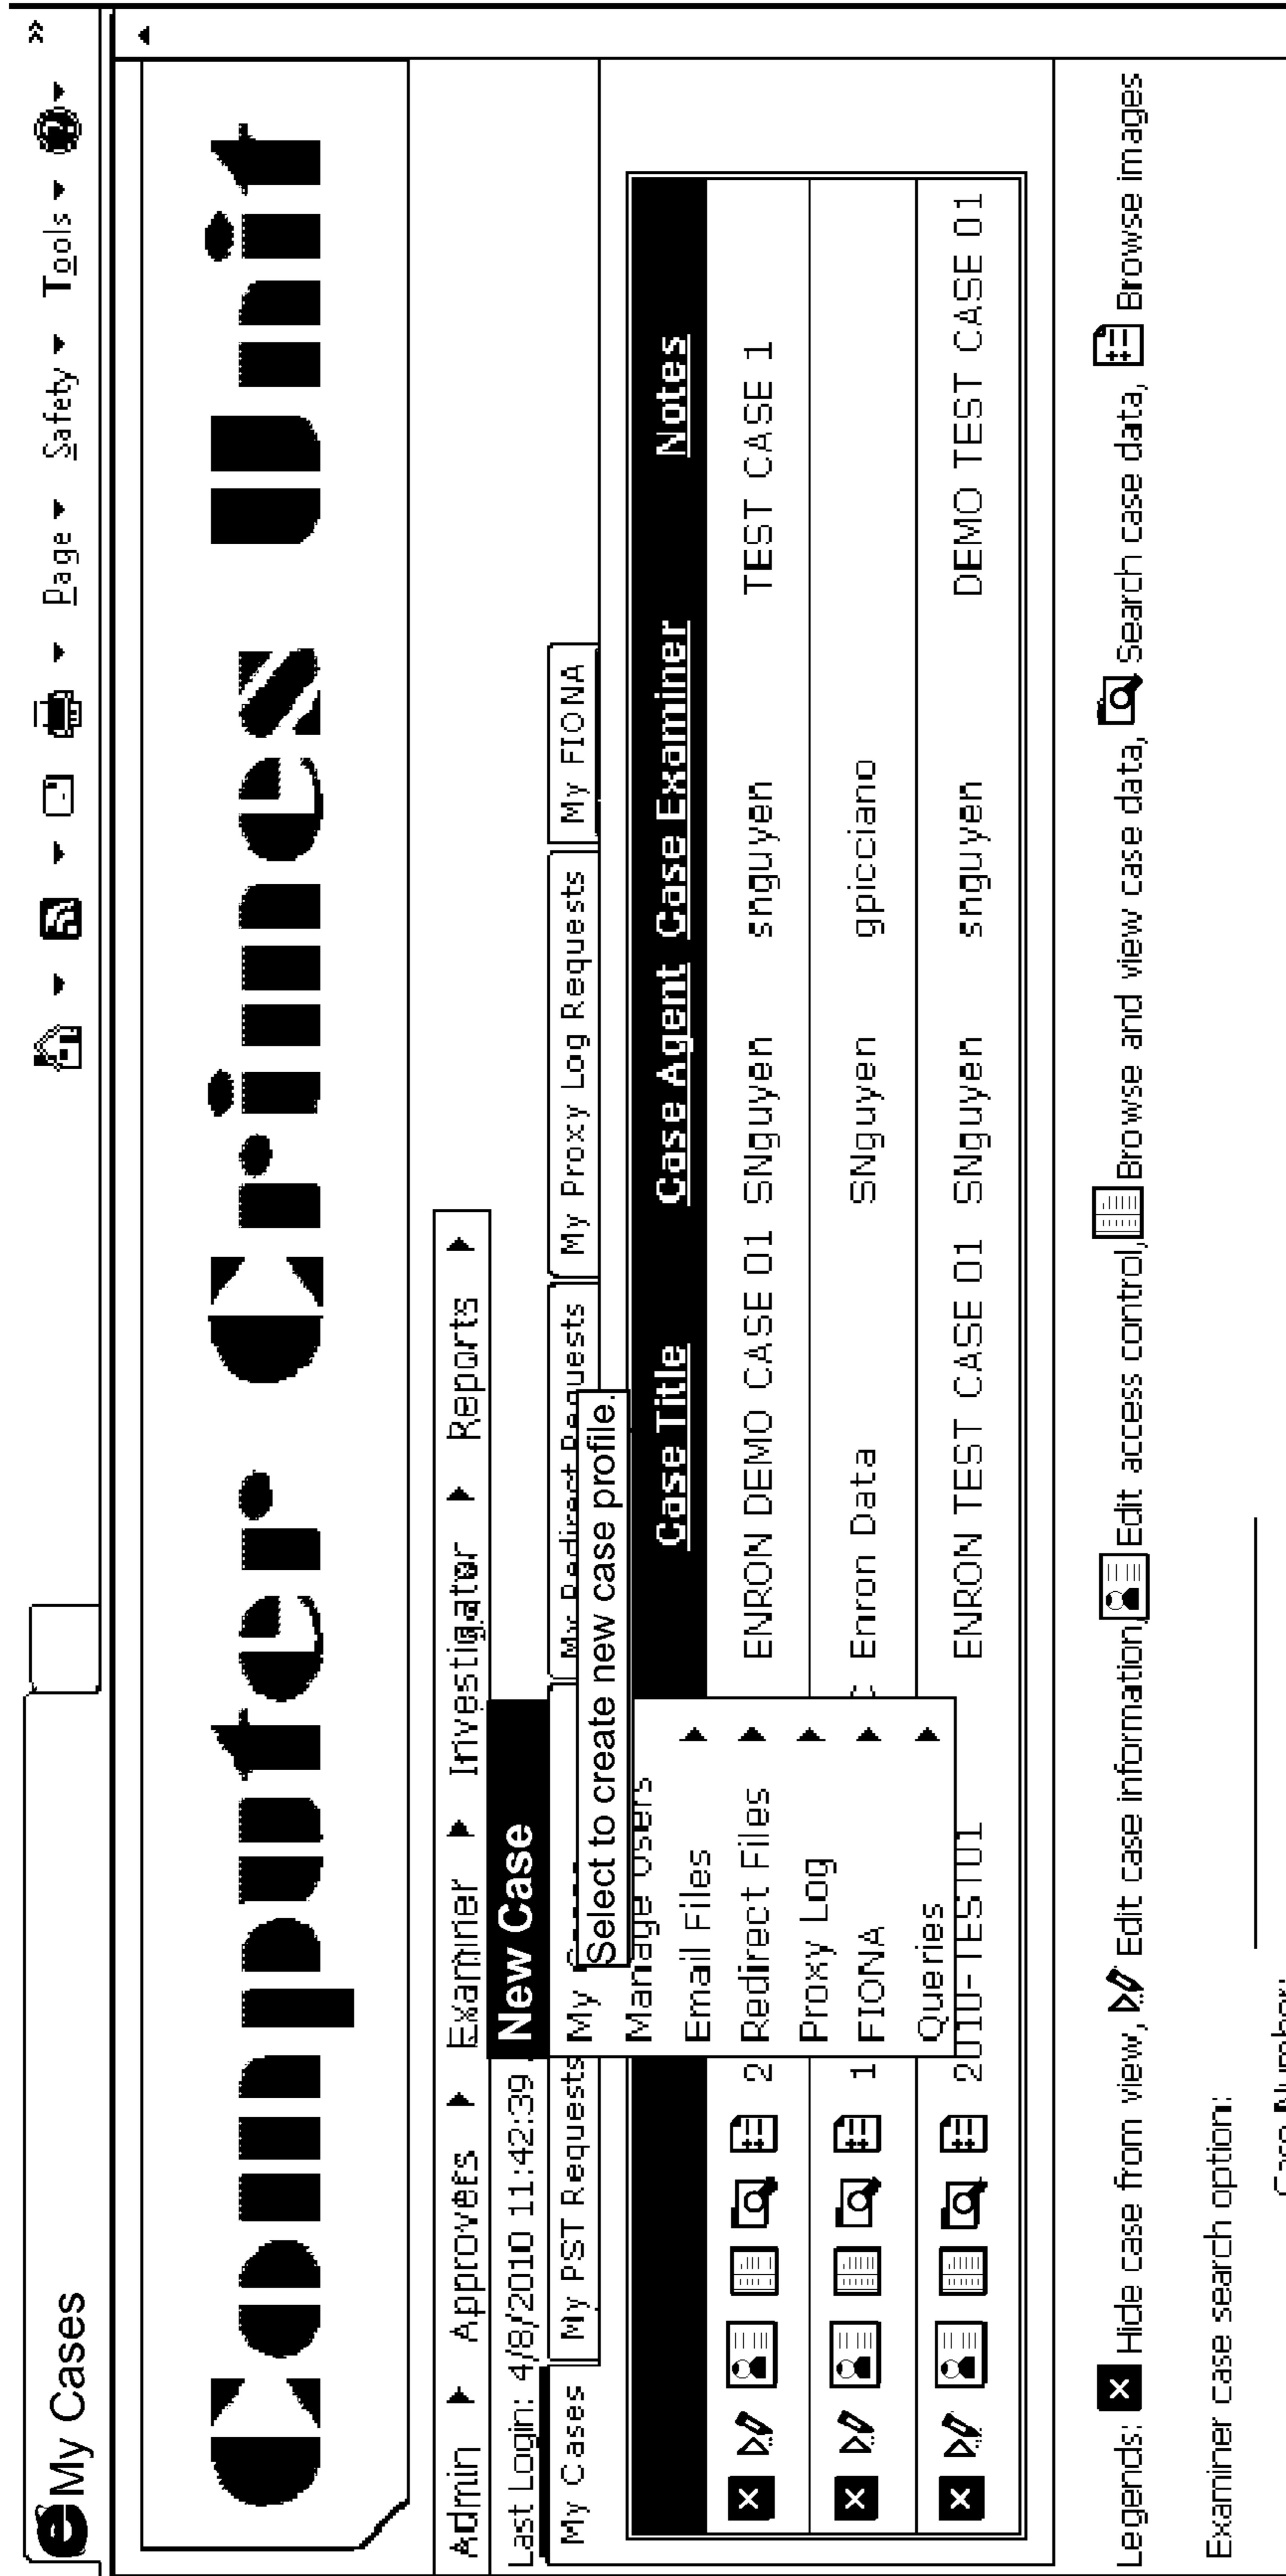 My Cases
Page Safety Tools
Computer Crimes Unit
Admin Approvers Examiner Investigator Reports
Last Login: 4/8/2010 11:42:39
New Case
My Cases My PST Requests My Redirect Requests My Proxy Log Requests My FIONA
Select to create new case profile.
My
Manage Users
Email Files
Redirect Files
Proxy Log
FIONA
Queries
Case Title Case Agent Case Examiner Notes
2 ENRON DEMO CASE 01 SNguyen snguyen TEST CASE 1
1 Enron Data SNguyen gpicciano
2010-TEST01 ENRON TEST CASE 01 SNguyen snguyen DEMO TEST CASE 01
Legends: Hide case from view, Edit case information, Edit access control, Browse and view case data, Search case data, Browse images
Examiner case search option:
Case Number: